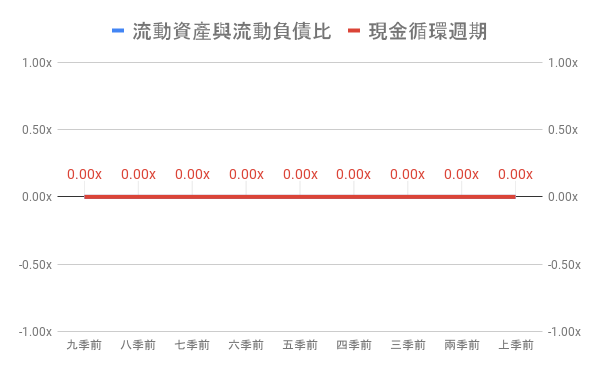 流動資產與流動負債比 現金循環週期
1.00x 1.00x
0.50x 0.50x
0.00x 0.00x 0.00x 0.00x 0.00x 0.00x 0.00x 0.00x 0.00x
0.00x 0.00x
-0.50x -0.50x
-1.00x -1.00x
九季前 八季前 七季前 六季前 五季前 四季前 三季前 兩季前 上季前